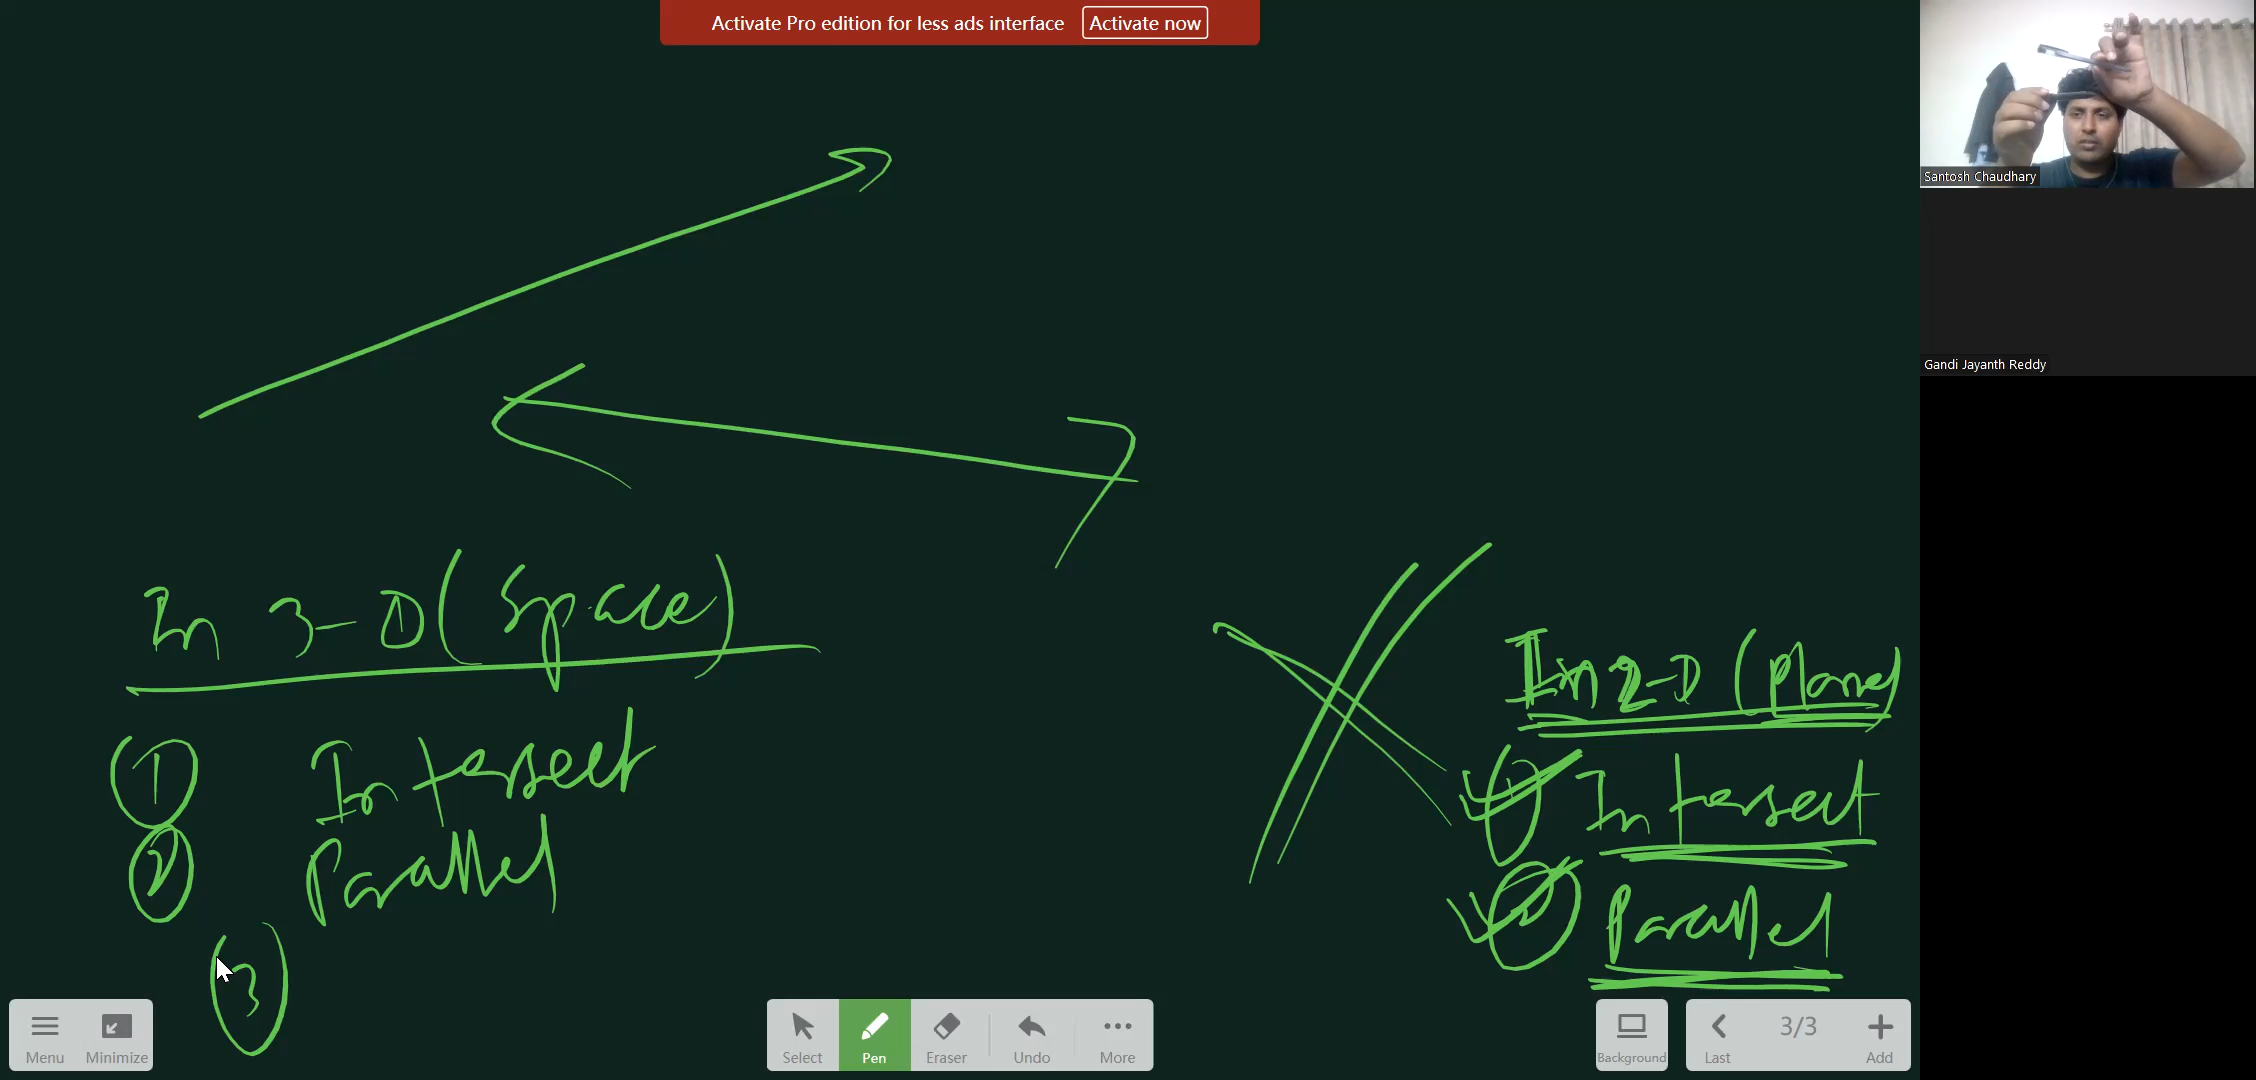 Activate Pro edition for less ads interface Activate now
Santosh Chaudhary
Gandi Jayanth Reddy
In 3-D (Space)
1 Intersect
2 Parallel
3
In 2-D (Plane)
1 Intersect
2 Parallel
Menu Minimize
Select Pen Eraser Undo More
Background
3/3
Last Add